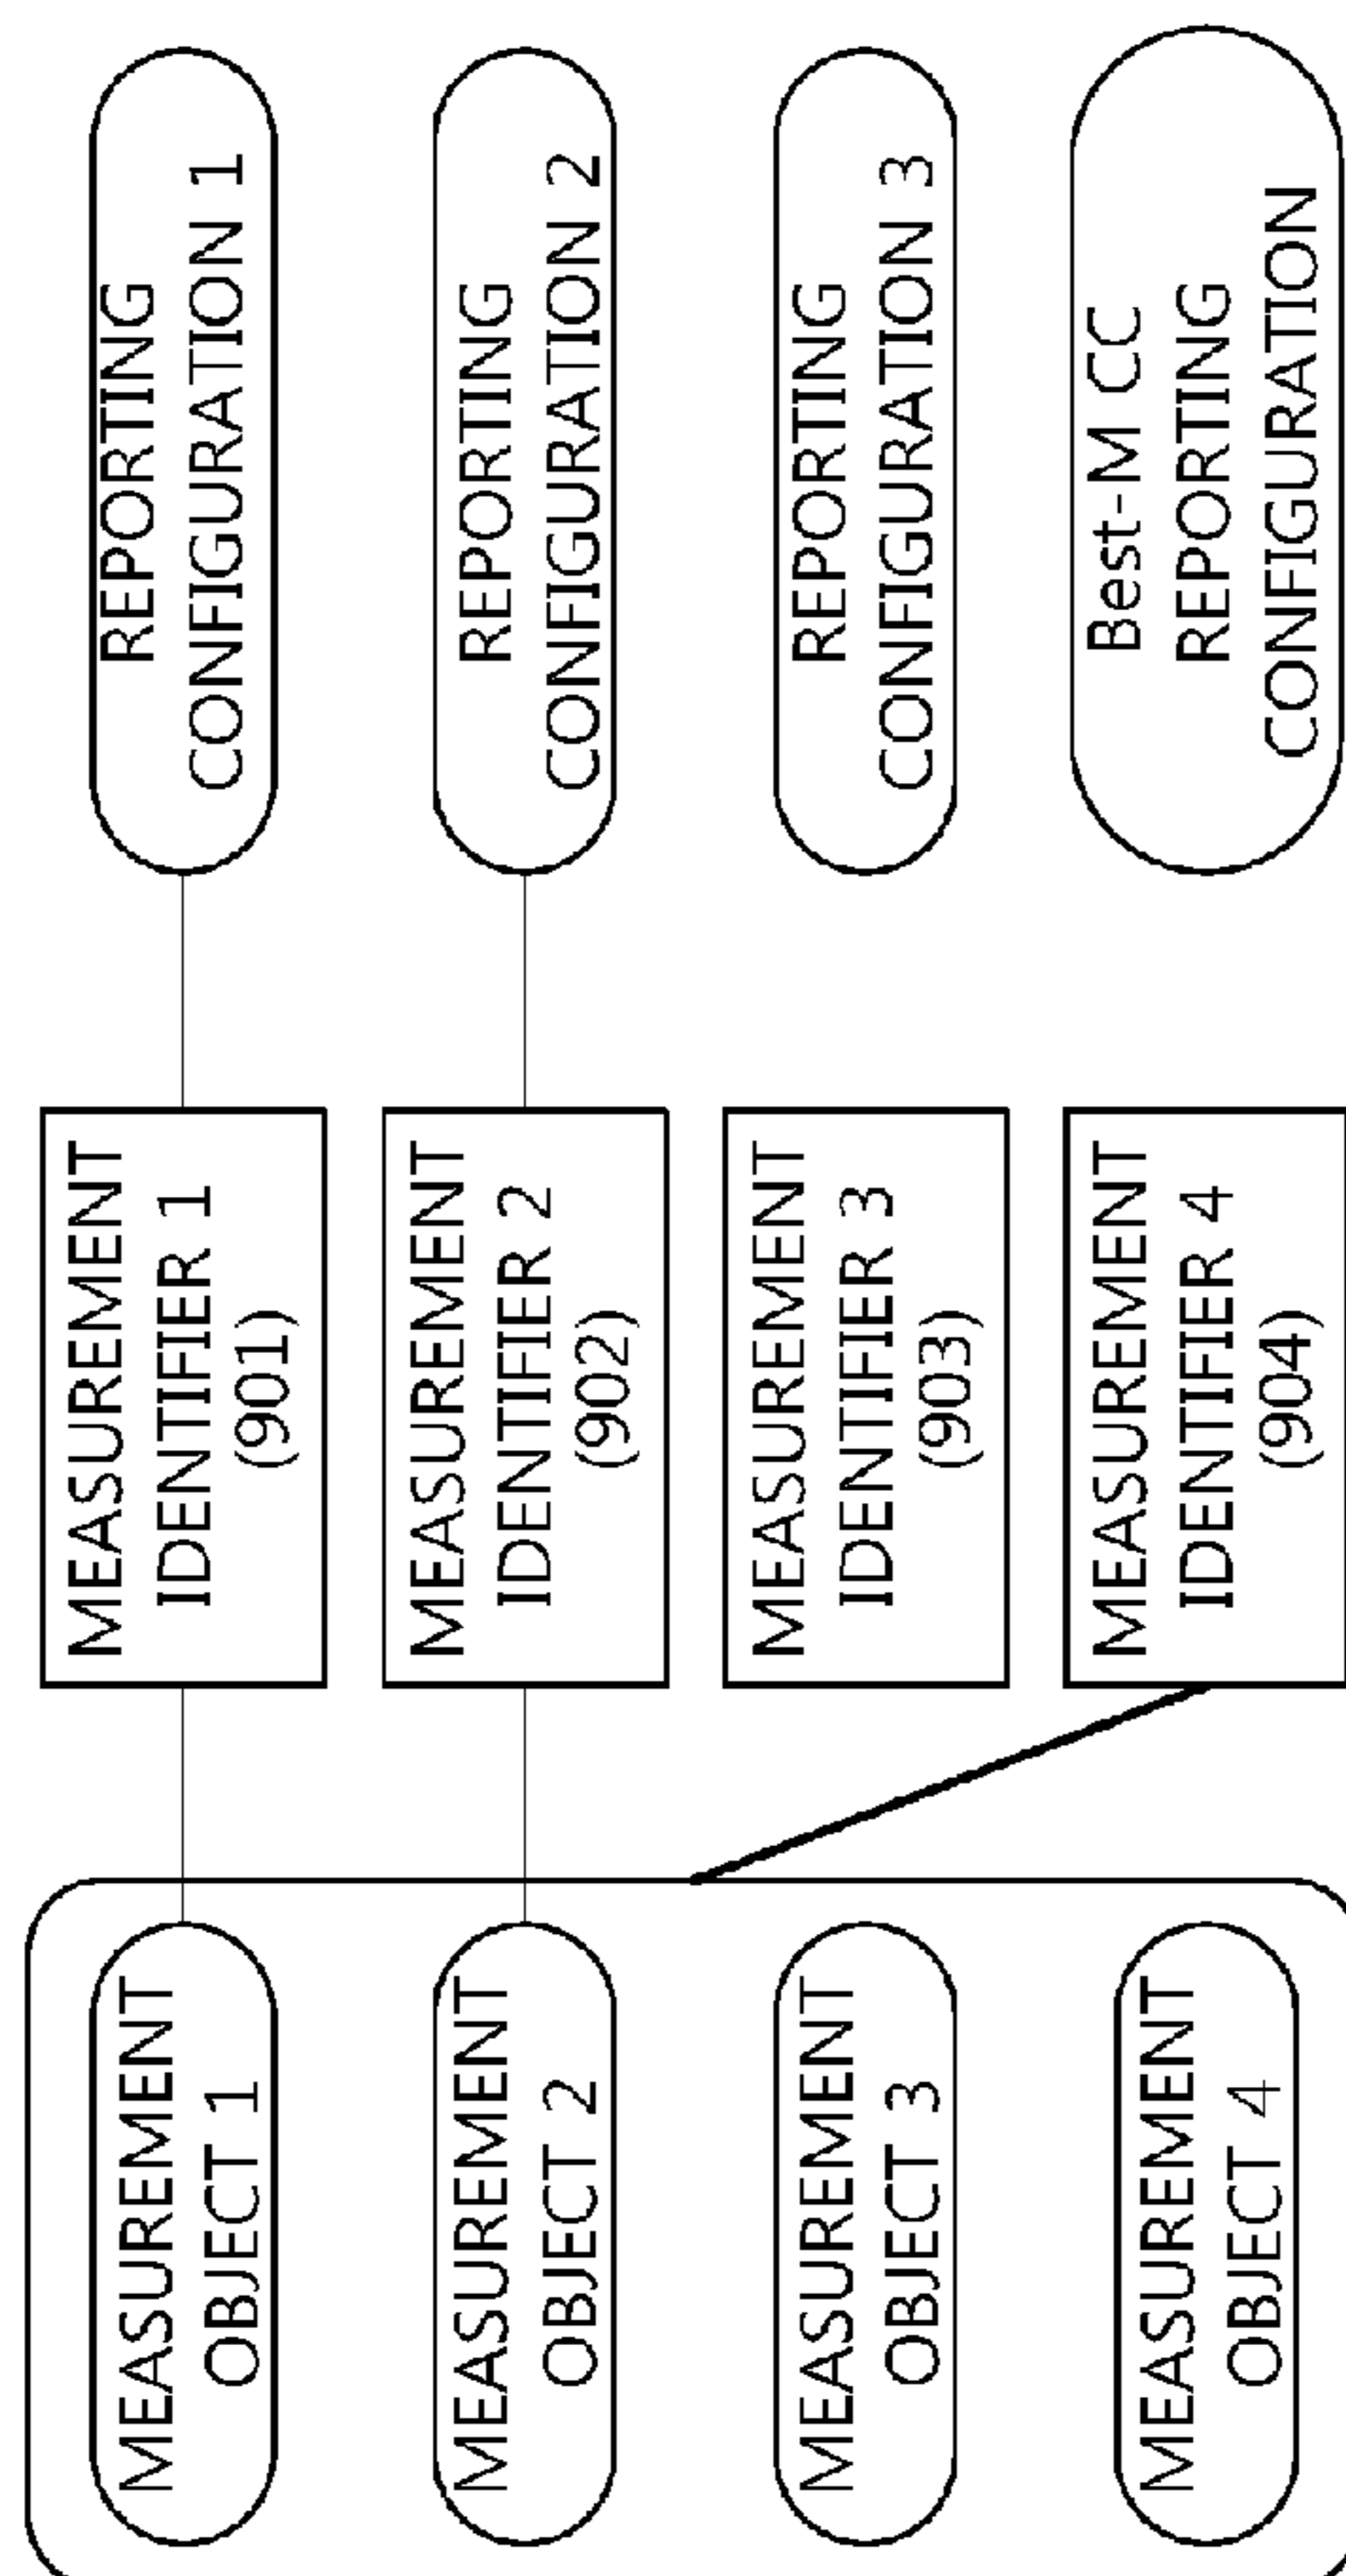 MEASUREMENT
OBJECT 1
MEASUREMENT
IDENTIFIER 1
(901)
REPORTING
CONFIGURATION 1
MEASUREMENT
OBJECT 2
MEASUREMENT
IDENTIFIER 2
(902)
REPORTING
CONFIGURATION 2
MEASUREMENT
OBJECT 3
MEASUREMENT
IDENTIFIER 3
(903)
REPORTING
CONFIGURATION 3
MEASUREMENT
OBJECT 4
MEASUREMENT
IDENTIFIER 4
(904)
Best-M CC
REPORTING
CONFIGURATION